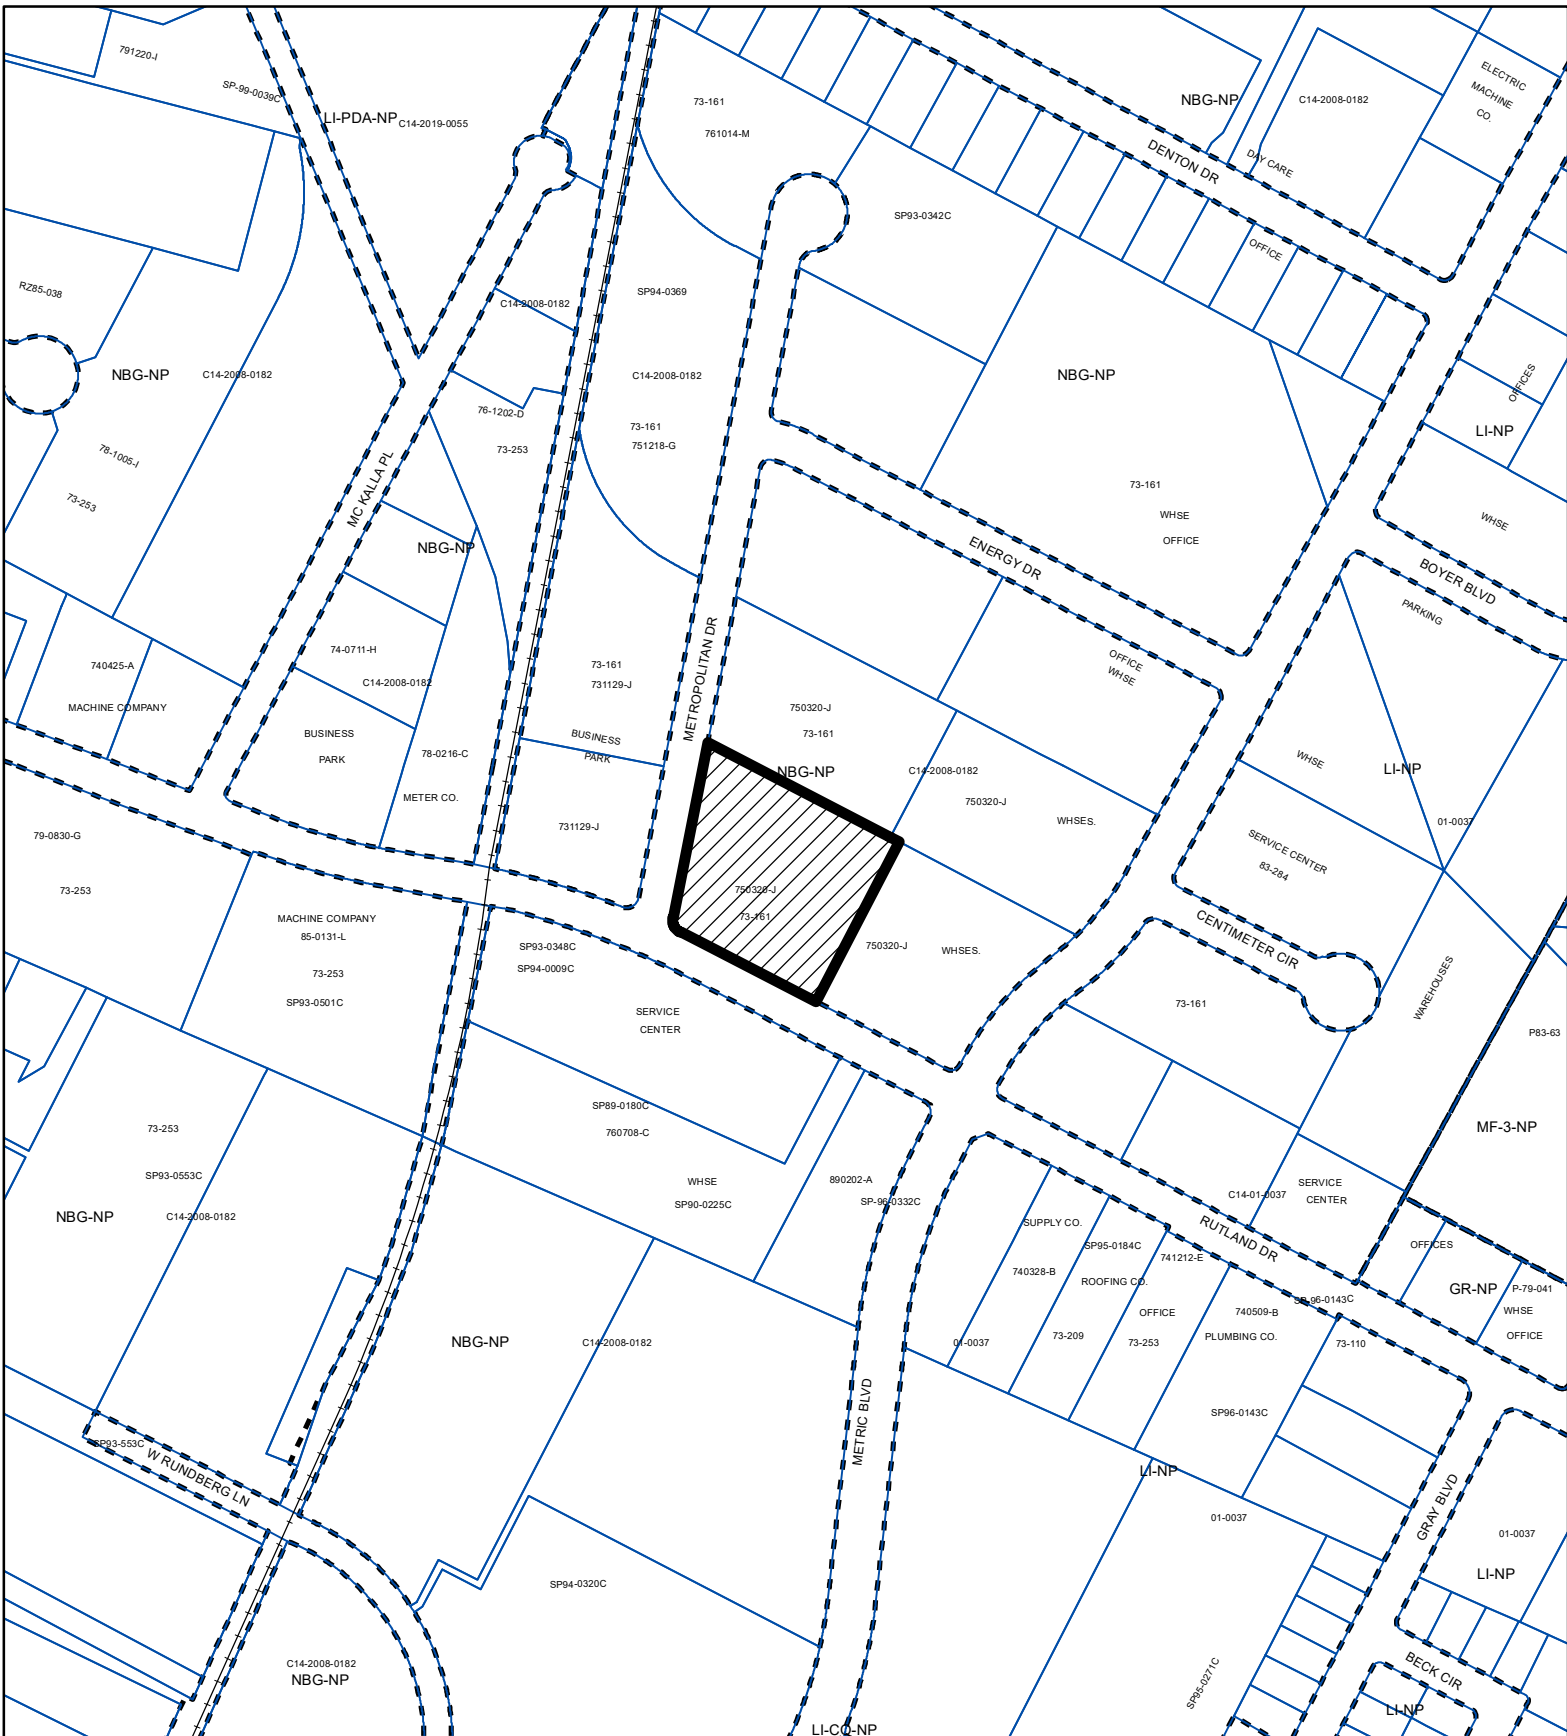 791220-I
SP-99-0039C
LI-PDA-NP
C14-2019-0055
73-161
761014-M
NBG-NP
C14-2008-0182
ELECTRIC
MACHINE
CO.
DENTON DR
DAY CARE
SP93-0342C
OFFICE
RZ85-038
C14-2008-0182
SP94-0369
NBG-NP
C14-2008-0182
C14-2008-0182
NBG-NP
OFFICES
LI-NP
76-1202-D
73-253
73-161
751218-G
78-1005-I
73-253
MC KALLA PL
NBG-NP
73-161
WHSE
OFFICE
WHSE
ENERGY DR
BOYER BLVD
PARKING
74-0711-H
C14-2008-0182
740425-A
MACHINE COMPANY
73-161
731129-J
METROPOLITAN DR
OFFICE
WHSE
750320-J
73-161
BUSINESS
PARK
BUSINESS
PARK
78-0216-C
METER CO.
NBG-NP
C14-2008-0182
750320-J
WHSES.
WHSE
LI-NP
01-0037
79-0830-G
73-253
731129-J
SERVICE CENTER
83-284
750320-J
73-161
MACHINE COMPANY
85-0131-L
73-253
SP93-0501C
SP93-0348C
SP94-0009C
750320-J
WHSES.
CENTIMETER CIR
WAREHOUSES
73-161
SERVICE
CENTER
P83-63
SP89-0180C
760708-C
73-253
SP93-0553C
NBG-NP
C14-2008-0182
MF-3-NP
WHSE
SP90-0225C
890202-A
SP-96-0332C
C14-01-0037
SERVICE
CENTER
SUPPLY CO.
SP95-0184C
740328-B
ROOFING CO.
741212-E
RUTLAND DR
OFFICES
GR-NP
P-79-041
WHSE
OFFICE
OFFICE
740509-B
SP-96-0143C
PLUMBING CO.
NBG-NP
C14-2008-0182
01-0037
73-209
73-253
73-110
METRIC BLVD
SP96-0143C
SP93-553C
W RUNDBERG LN
LI-NP
01-0037
GRAY BLVD
01-0037
LI-NP
SP94-0320C
C14-2008-0182
NBG-NP
SP95-0271C
BECK CIR
LI-NP
LI-CO-NP